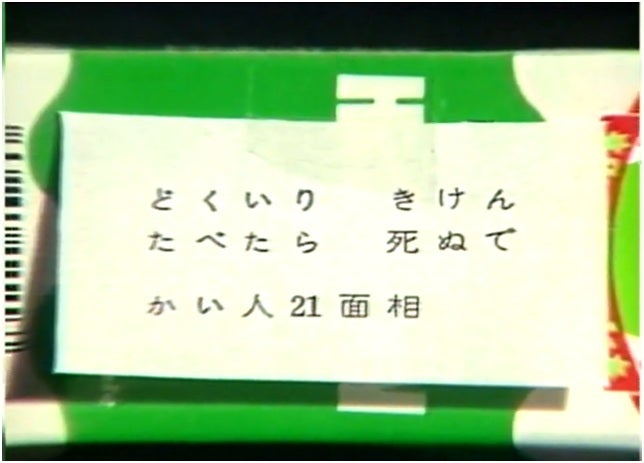 どくいり きけん
たべたら 死ぬで
かい人21面相